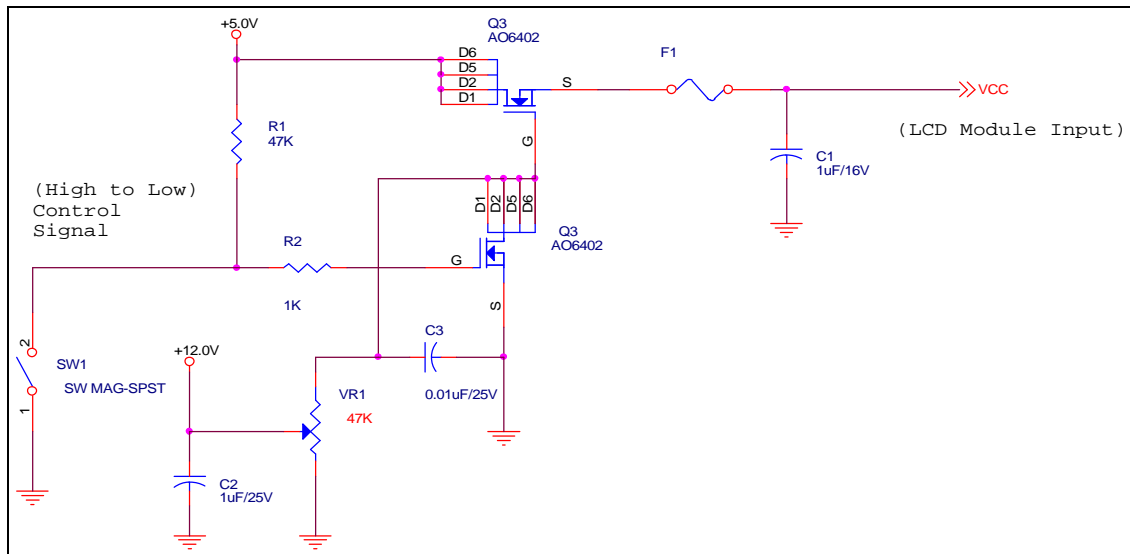 +5.0V
Q3
AO6402
D6
D5
D2
D1
S
G
F1
VCC
(LCD Module Input)
R1
47K
C1
1uF/16V
(High to Low)
Control
Signal
D1
D2
D5
D6
Q3
AO6402
R2
1K
G
S
2
SW1
SW MAG-SPST
1
+12.0V
C3
0.01uF/25V
VR1
47K
C2
1uF/25V